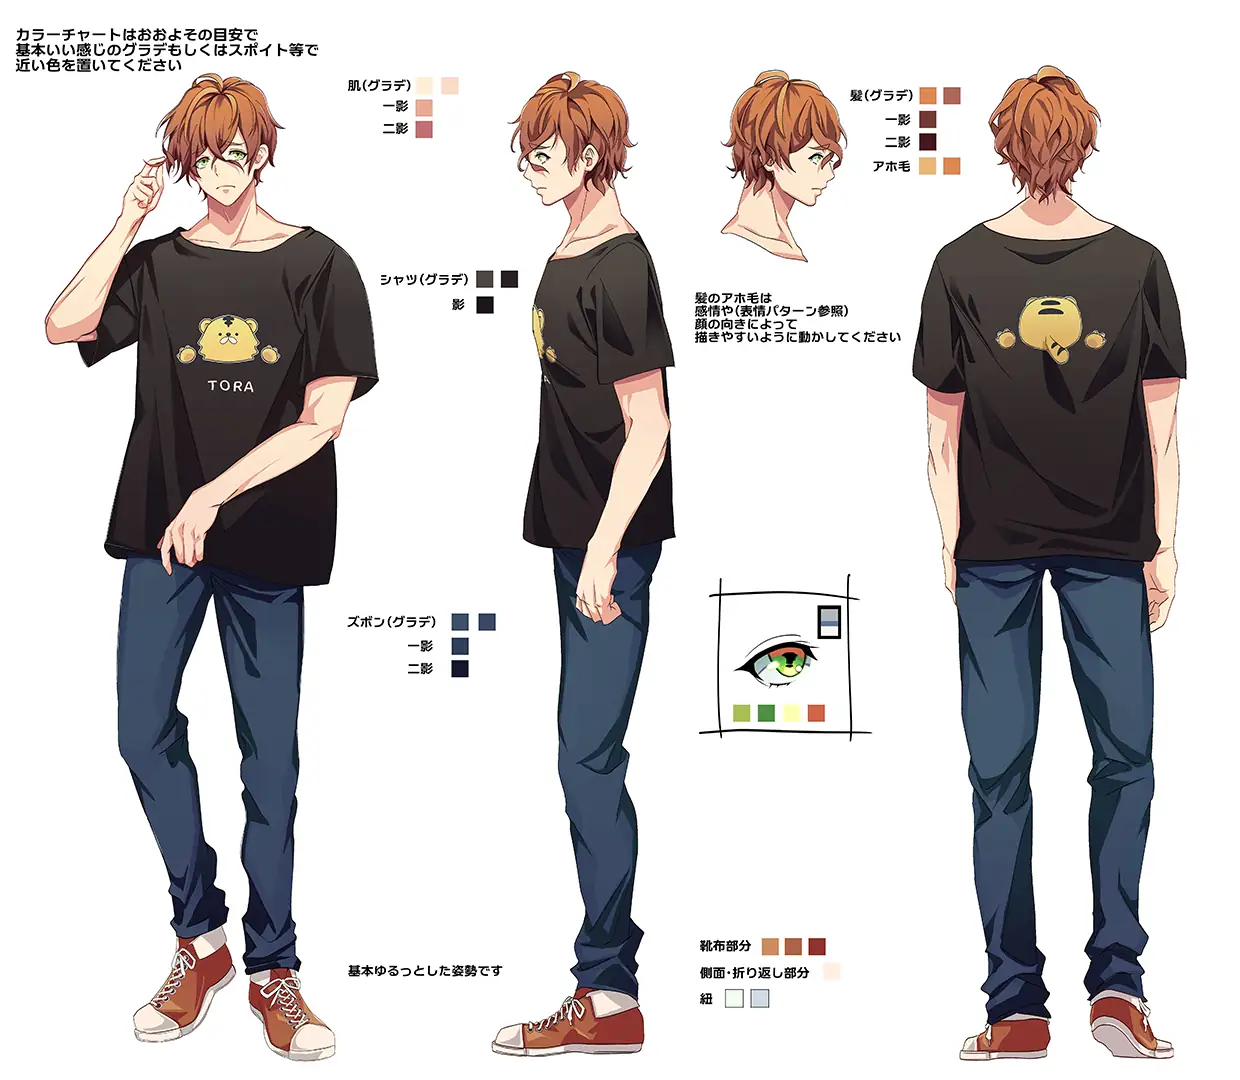 カラーチャートはおおよその目安で
基本いい感じのグラデもしくはスポイト等で
近い色を置いてください
肌(グラデ)
一影
二影
髪(グラデ)
一影
二影
アホ毛
シャツ(グラデ)
影
髪のアホ毛は
感情や(表情パターン参照)
顔の向きによって
描きやすいように動かしてください
TORA
A
ズボン(グラデ)
一影
二影
基本ゆるっとした姿勢です
靴布部分
側面・折り返し部分
紐